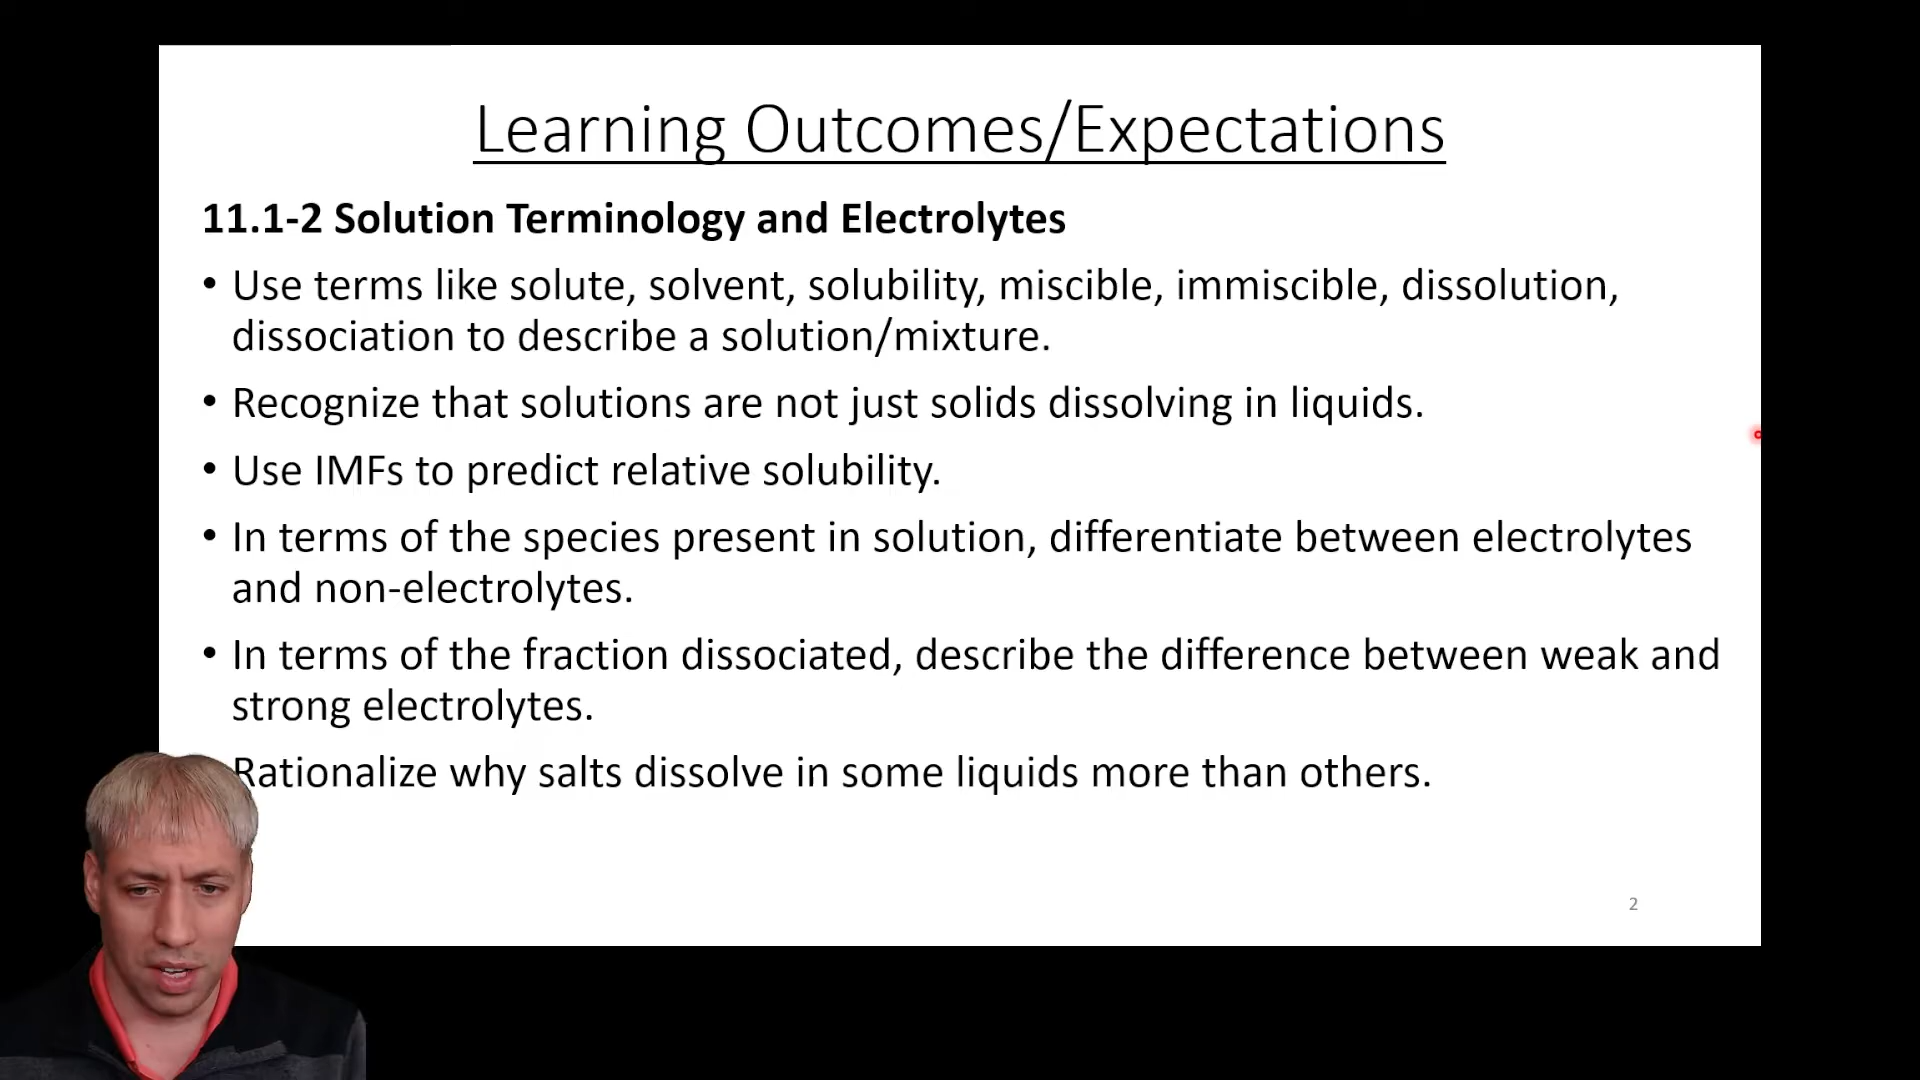 Learning Outcomes/Expectations
11.1-2 Solution Terminology and Electrolytes
• Use terms like solute, solvent, solubility, miscible, immiscible, dissolution,
dissociation to describe a solution/mixture.
• Recognize that solutions are not just solids dissolving in liquids.
• Use IMFs to predict relative solubility.
• In terms of the species present in solution, differentiate between electrolytes
and non-electrolytes.
• In terms of the fraction dissociated, describe the difference between weak and
strong electrolytes.
Rationalize why salts dissolve in some liquids more than others.
2